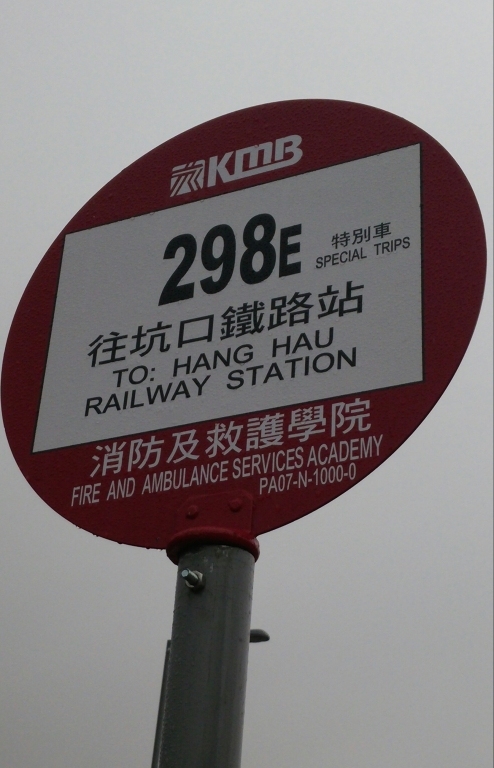 KMB
298E 特別車
SPECIAL TRIPS
往坑口鐵路站
TO: HANG HAU
RAILWAY STATION
消防及救護學院
FIRE AND AMBULANCE SERVICES ACADEMY
PA07-N-1000-0